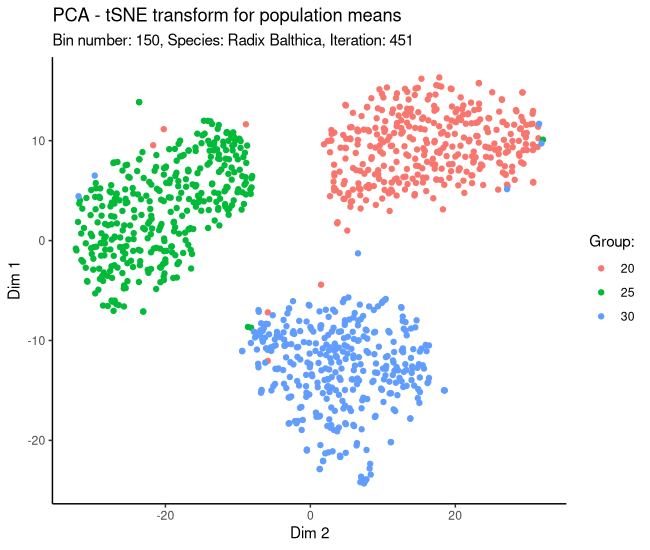 PCA - tSNE transform for population means
Bin number: 150, Species: Radix Balthica, Iteration: 451
10
0
-10
-20
Dim 1
-20
0
20
Dim 2
Group:
20
25
30